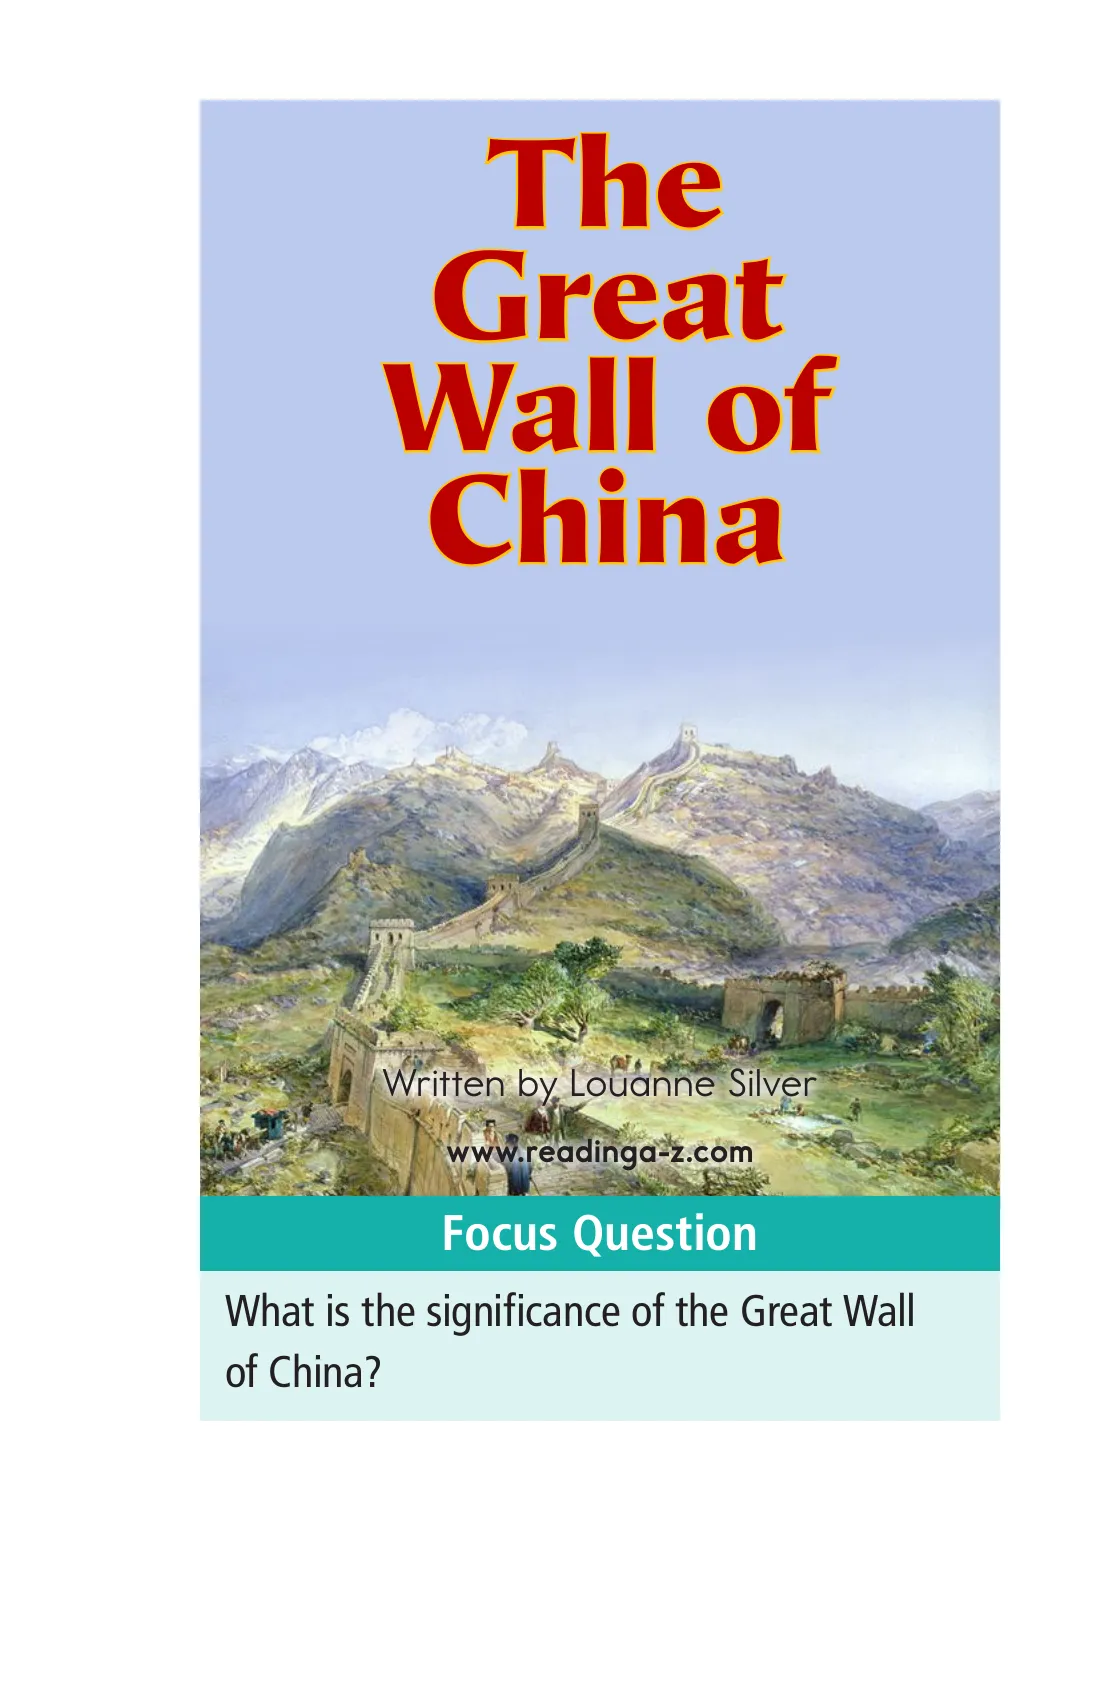 The
Great
Wall of
China
Written by Louanne Silver
www.readinga-z.com
Focus Question
What is the significance of the Great Wall
of China?